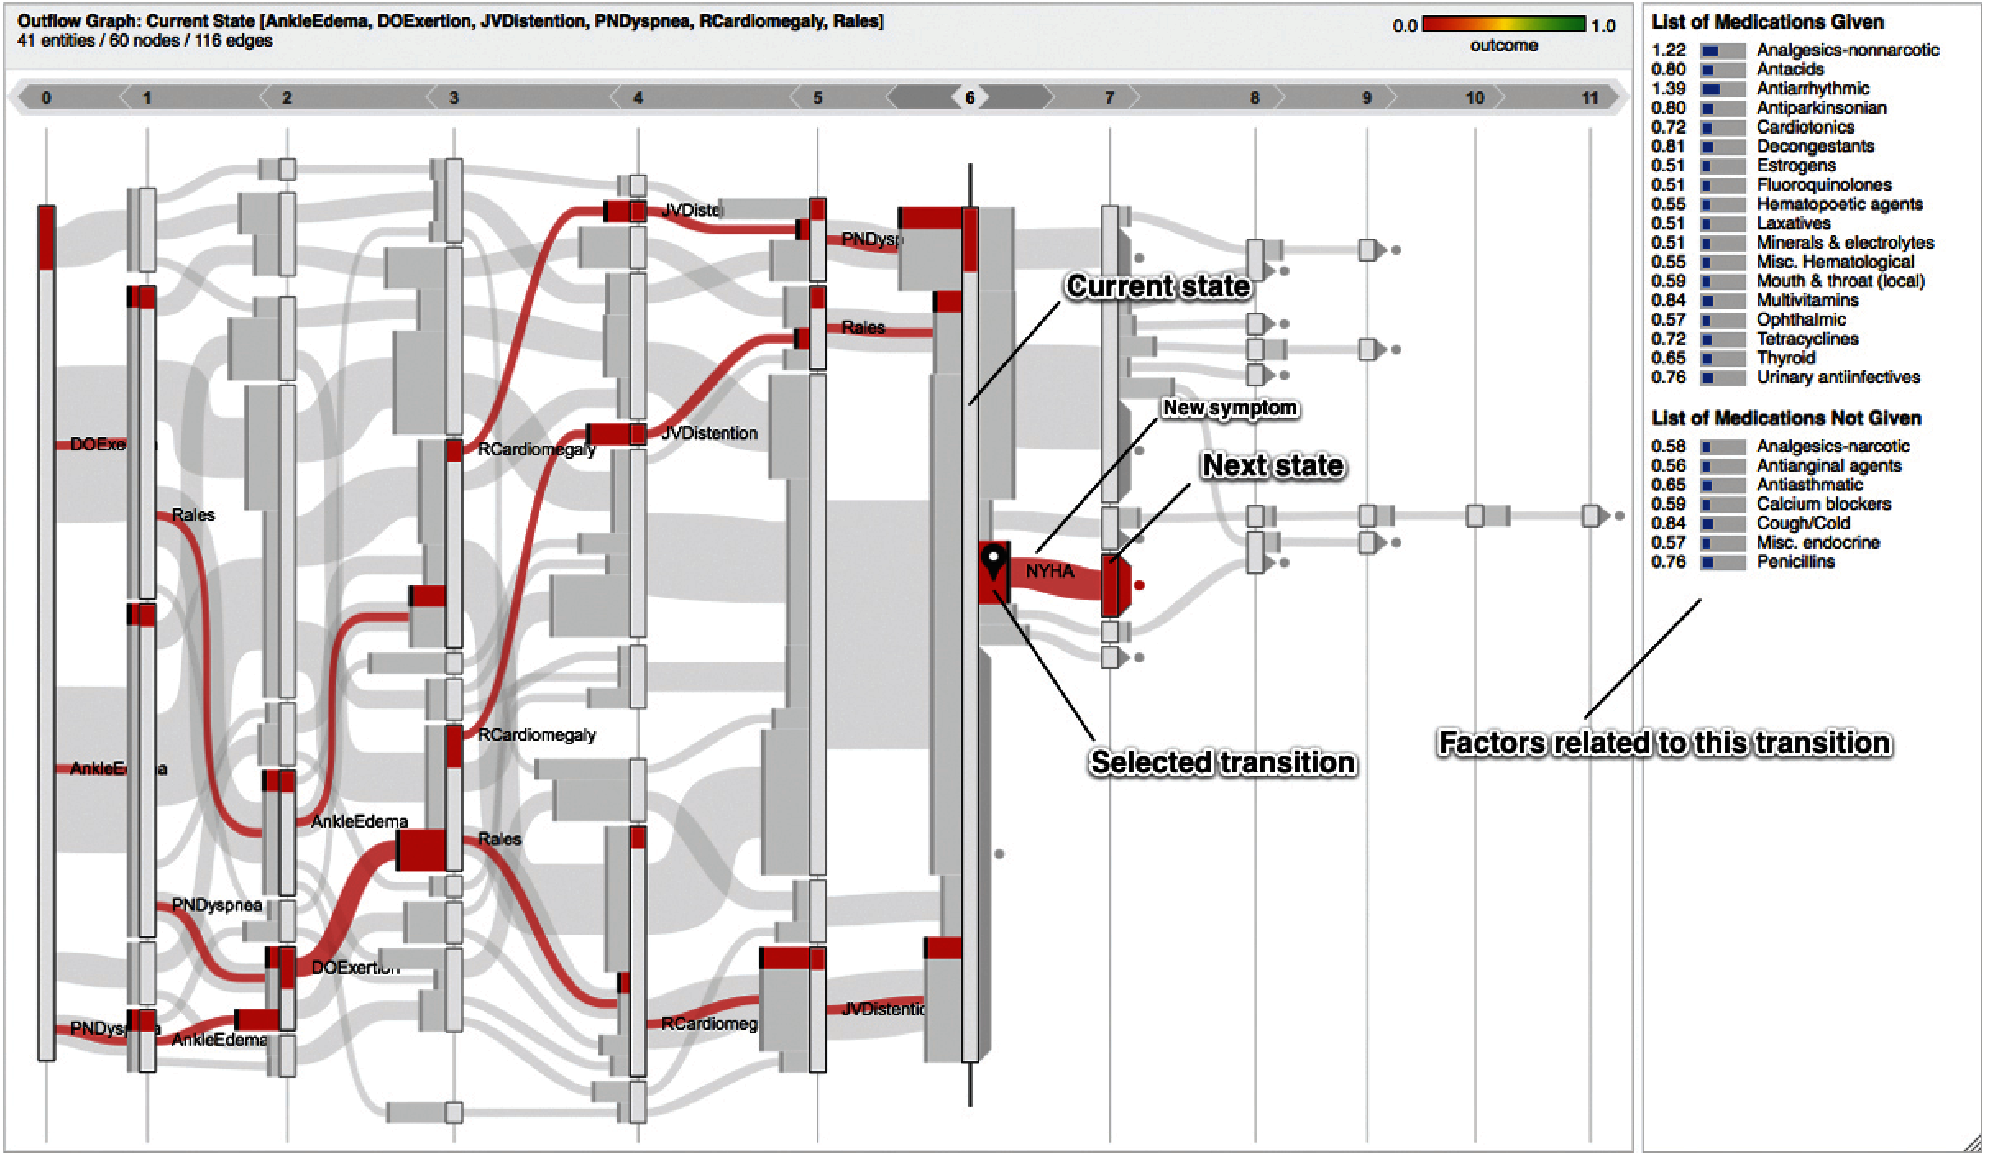 Outflow Graph: Current State [AnkleEdema, DOExertion, JVDistention, PNDyspnea, RCardiomegaly, Rales]
41 entities / 60 nodes / 116 edges
0.0 1.0
outcome
0 1 2 3 4 5 6 7 8 9 10 11
JVDiste
PNDysp
Current state
Rales
New symptom
JVDistention
DOExe
RCardiomegaly
Next state
Rales
NYHA
RCardiomegaly
Selected transition
AnkleE a
AnkleEdema
Rales
PNDyspnea
DOExertion
JVDistentic
PNDys a
RCardiomeg
AnkleEdema
List of Medications Given
1.22 Analgesics-nonnarcotic
0.80 Antacids
1.39 Antiarrhythmic
0.80 Antiparkinsonian
0.72 Cardiotonics
0.81 Decongestants
0.51 Estrogens
0.51 Fluoroquinolones
0.55 Hematopoetic agents
0.51 Laxatives
0.51 Minerals & electrolytes
0.55 Misc. Hematological
0.59 Mouth & throat (local)
0.84 Multivitamins
0.57 Ophthalmic
0.72 Tetracyclines
0.65 Thyroid
0.76 Urinary antiinfectives
List of Medications Not Given
0.58 Analgesics-narcotic
0.56 Antianginal agents
0.65 Antiasthmatic
0.59 Calcium blockers
0.84 Cough/Cold
0.57 Misc. endocrine
0.76 Penicillins
Factors related to this transition